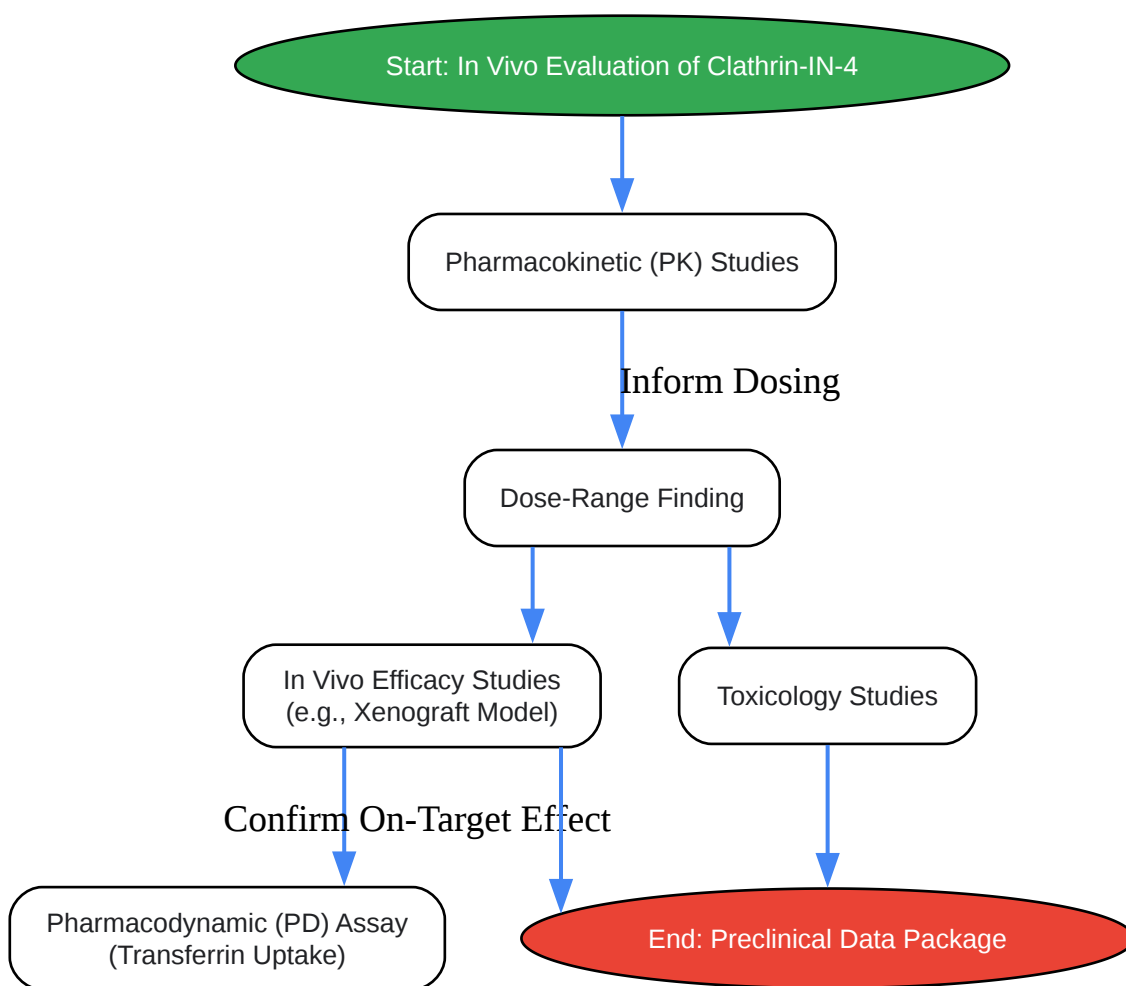 Start: In Vivo Evaluation of Clathrin-IN-4
Pharmacokinetic (PK) Studies
Inform Dosing
Dose-Range Finding
In Vivo Efficacy Studies
(e.g., Xenograft Model)
Toxicology Studies
Confirm On-Target Effect
Pharmacodynamic (PD) Assay
(Transferrin Uptake)
End: Preclinical Data Package